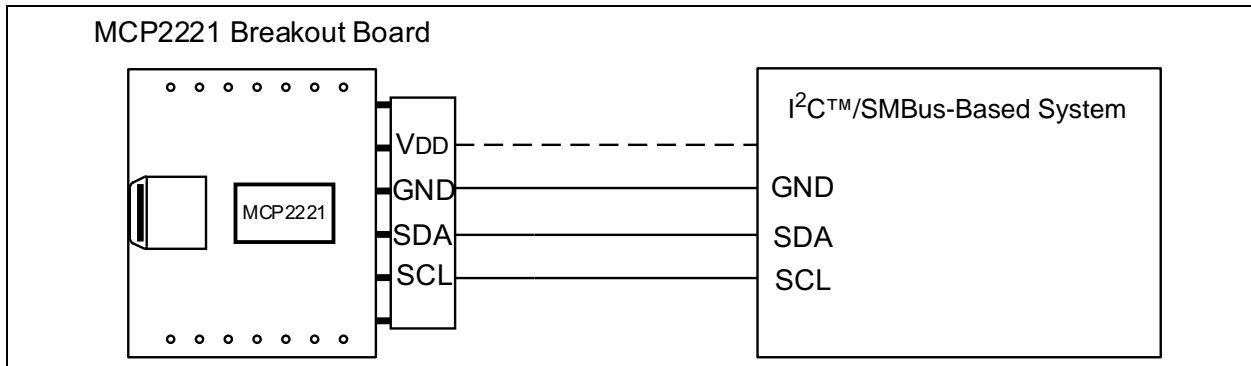 MCP2221 Breakout Board
MCP2221
VDD
GND
SDA
SCL
I²C™/SMBus-Based System
GND
SDA
SCL